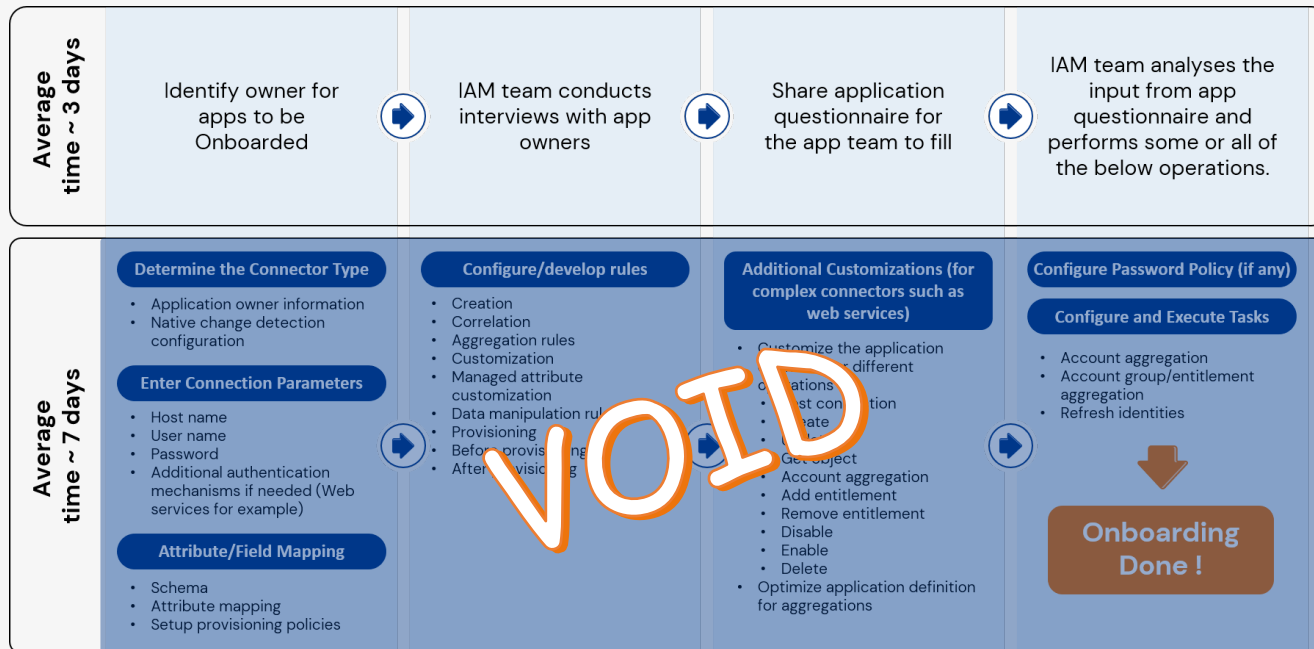 Average
time ~ 3 days
Identify owner for
apps to be
Onboarded
IAM team conducts
interviews with app
owners
Share application
questionnaire for
the app team to fill
IAM team analyses the
input from app
questionnaire and
performs some or all of
the below operations.
Average
time ~ 7 days
Determine the Connector Type
• Application owner information
• Native change detection
configuration
Enter Connection Parameters
• Host name
• User name
• Password
• Additional authentication
mechanisms if needed (Web
services for example)
Attribute/Field Mapping
• Schema
• Attribute mapping
• Setup provisioning policies
Configure/develop rules
• Creation
• Correlation
• Aggregation rules
• Customization
• Managed attribute
customization
• Data manipulation
• Provisioning
• Before provisioning
• After provisioning
Additional Customizations (for
complex connectors such as
web services)
• Customize the application
different
operations
• Test connection
• Create
• Get object
• Account aggregation
• Add entitlement
• Remove entitlement
• Disable
• Enable
• Delete
• Optimize application definition
for aggregations
VOID
Configure Password Policy (if any)
Configure and Execute Tasks
• Account aggregation
• Account group/entitlement
aggregation
• Refresh identities
Onboarding
Done !